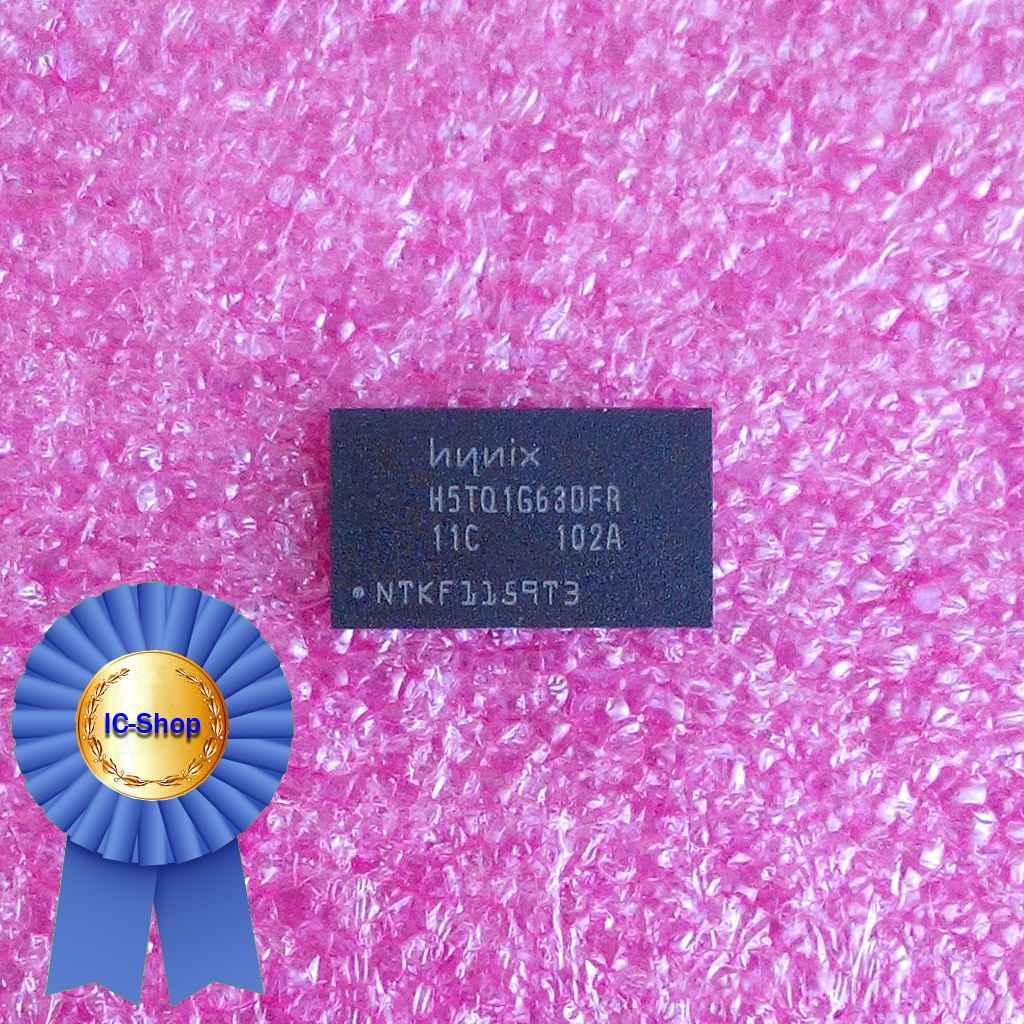 hynix
H5TQ1G63DFR
11C 102A
NTKF1159T3
IC-Shop